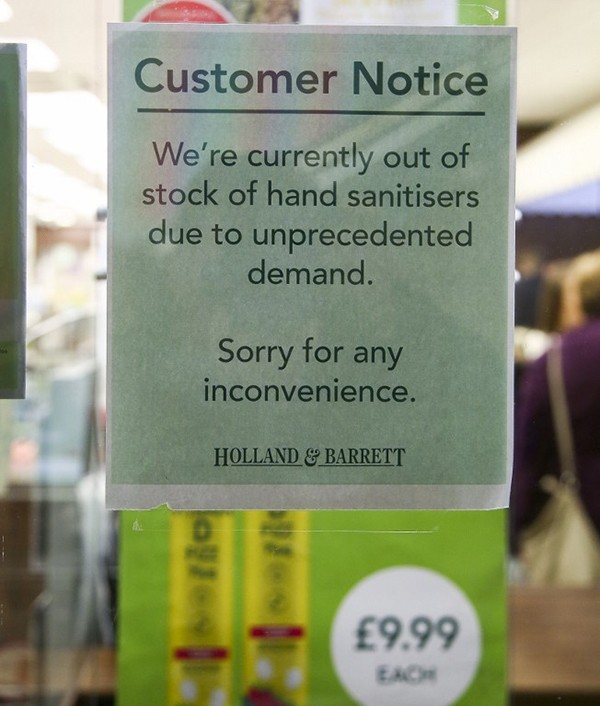 Customer Notice
We're currently out of
stock of hand sanitisers
due to unprecedented
demand.
Sorry for any
inconvenience.
HOLLAND & BARRETT
£9.99
EACH